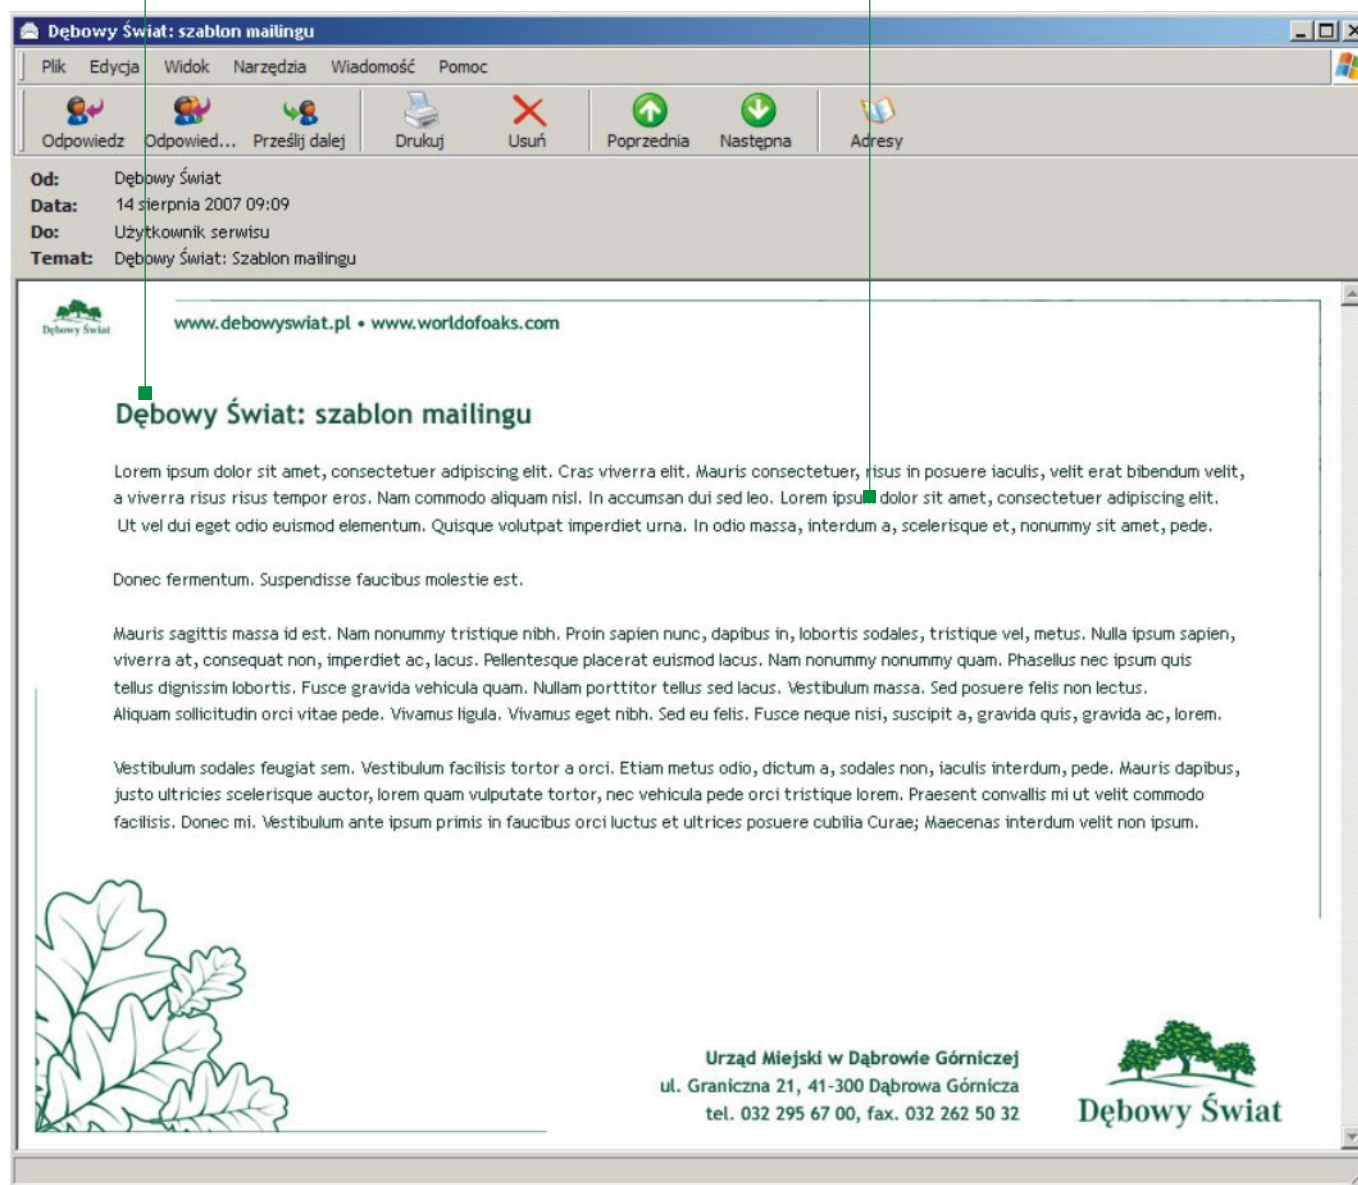 Dębowy Świat: szablon mailingu
Plik Edycja Widok Narzędzia Wiadomość Pomoc
Odpowiedz Odpowied... Prześlij dalej Drukuj Usuń Poprzednia Następna Adresy
Od: Dębowy Świat
Data: 14 sierpnia 2007 09:09
Do: Użytkownik serwisu
Temat: Dębowy Świat: Szablon mailingu
Dębowy Świat
www.debowyswiat.pl • www.worldofoaks.com
Dębowy Świat: szablon mailingu
Lorem ipsum dolor sit amet, consectetuer adipiscing elit. Cras viverra elit. Mauris consectetuer, risus in posuere iaculis, velit erat bibendum velit,
a viverra risus risus tempor eros. Nam commodo aliquam nisl. In accumsan dui sed leo. Lorem ipsum dolor sit amet, consectetuer adipiscing elit.
Ut vel dui eget odio euismod elementum. Quisque volutpat imperdiet urna. In odio massa, interdum a, scelerisque et, nonummy sit amet, pede.
Donec fermentum. Suspendisse faucibus molestie est.
Mauris sagittis massa id est. Nam nonummy tristique nibh. Proin sapien nunc, dapibus in, lobortis sodales, tristique vel, metus. Nulla ipsum sapien,
viverra at, consequat non, imperdiet ac, lacus. Pellentesque placerat euismod lacus. Nam nonummy nonummy quam. Phasellus nec ipsum quis
tellus dignissim lobortis. Fusce gravida vehicula quam. Nullam porttitor tellus sed lacus. Vestibulum massa. Sed posuere felis non lectus.
Aliquam sollicitudin orci vitae pede. Vivamus ligula. Vivamus eget nibh. Sed eu felis. Fusce neque nisi, suscipit a, gravida quis, gravida ac, lorem.
Vestibulum sodales feugiat sem. Vestibulum facilisis tortor a orci. Etiam metus odio, dictum a, sodales non, iaculis interdum, pede. Mauris dapibus,
justo ultricies scelerisque auctor, lorem quam vulputate tortor, nec vehicula pede orci tristique lorem. Praesent convallis mi ut velit commodo
facilisis. Donec mi. Vestibulum ante ipsum primis in faucibus orci luctus et ultrices posuere cubilia Curae; Maecenas interdum velit non ipsum.
Urząd Miejski w Dąbrowie Górniczej
ul. Graniczna 21, 41-300 Dąbrowa Górnicza
tel. 032 295 67 00, fax. 032 262 50 32
Dębowy Świat